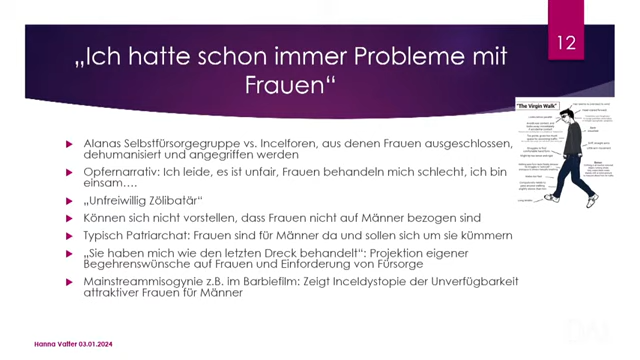 12
„Ich hatte schon immer Probleme mit
Frauen“
"The Virgin Walk"
Alanas Selbstfürsorgegruppe vs. Incelforen, aus denen Frauen ausgeschlossen,
dehumanisiert und angegriffen werden
Opfernarrativ: Ich leide, es ist unfair, Frauen behandeln mich schlecht, ich bin
einsam….
„Unfreiwillig Zölibatär“
Können sich nicht vorstellen, dass Frauen nicht auf Männer bezogen sind
Typisch Patriarchat: Frauen sind für Männer da und sollen sich um sie kümmern
„Sie haben mich wie den letzten Dreck behandelt“: Projektion eigener
Begehrenswünsche auf Frauen und Einforderung von Fürsorge
Mainstreammisogynie z.B. im Barbiefilm: Zeigt Inceldystopie der Unverfügbarkeit
attraktiver Frauen für Männer
Hanna Vatter 03.01.2024
DAI